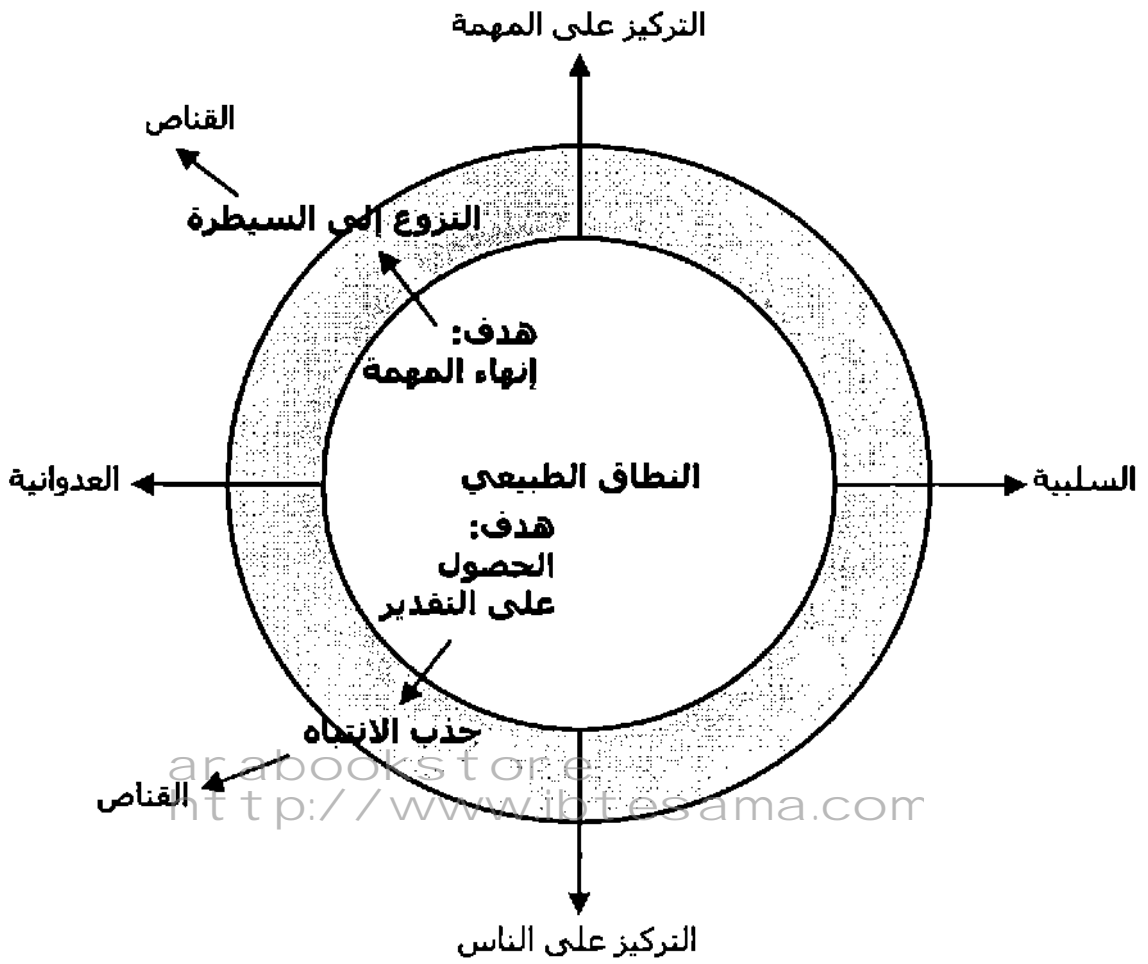 التركيز على المهمة
القناص
النزوع إلى السيطرة
هدف:
إنهاء المهمة
العدوانية
النطاق الطبيعي
السلبية
هدف:
الحصول
على التقدير
جذب الانتباه
arabookstore
القناص
http://www.ibtesama.com
التركيز على الناس